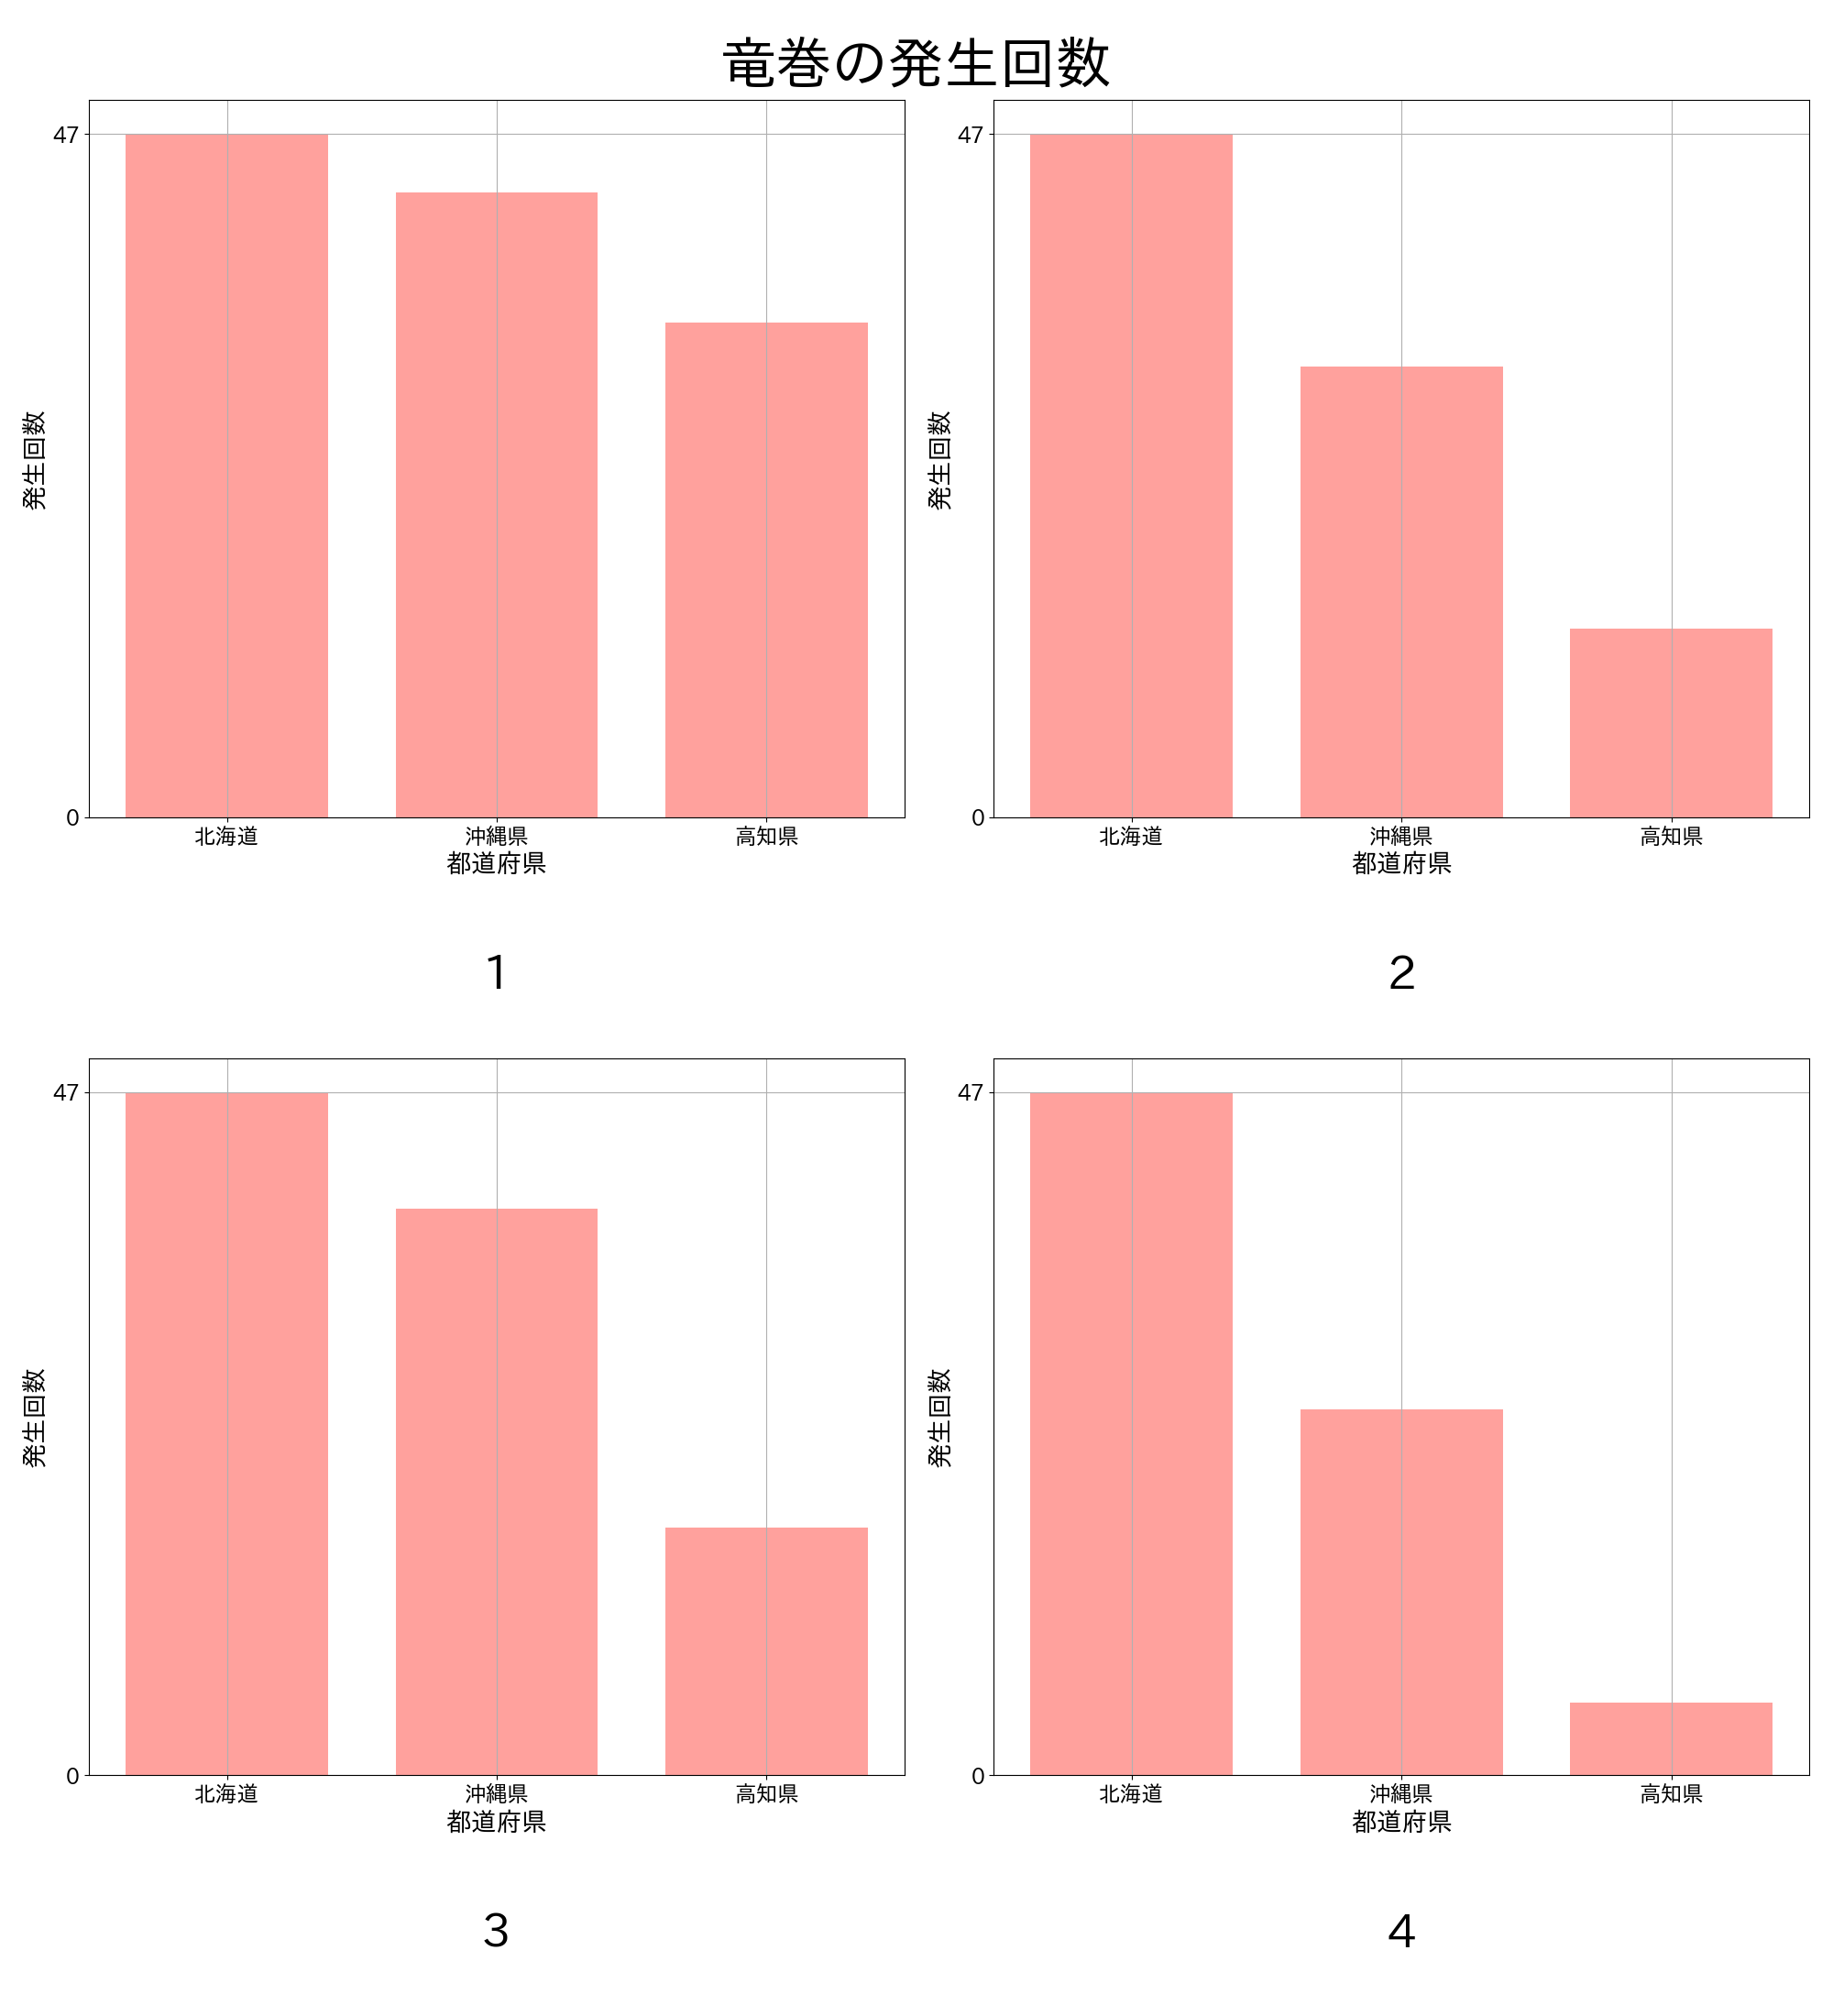 竜巻の発生回数
47
0
発生回数
北海道 沖縄県 高知県
都道府県
1
47
0
発生回数
北海道 沖縄県 高知県
都道府県
2
47
0
発生回数
北海道 沖縄県 高知県
都道府県
3
47
0
発生回数
北海道 沖縄県 高知県
都道府県
4